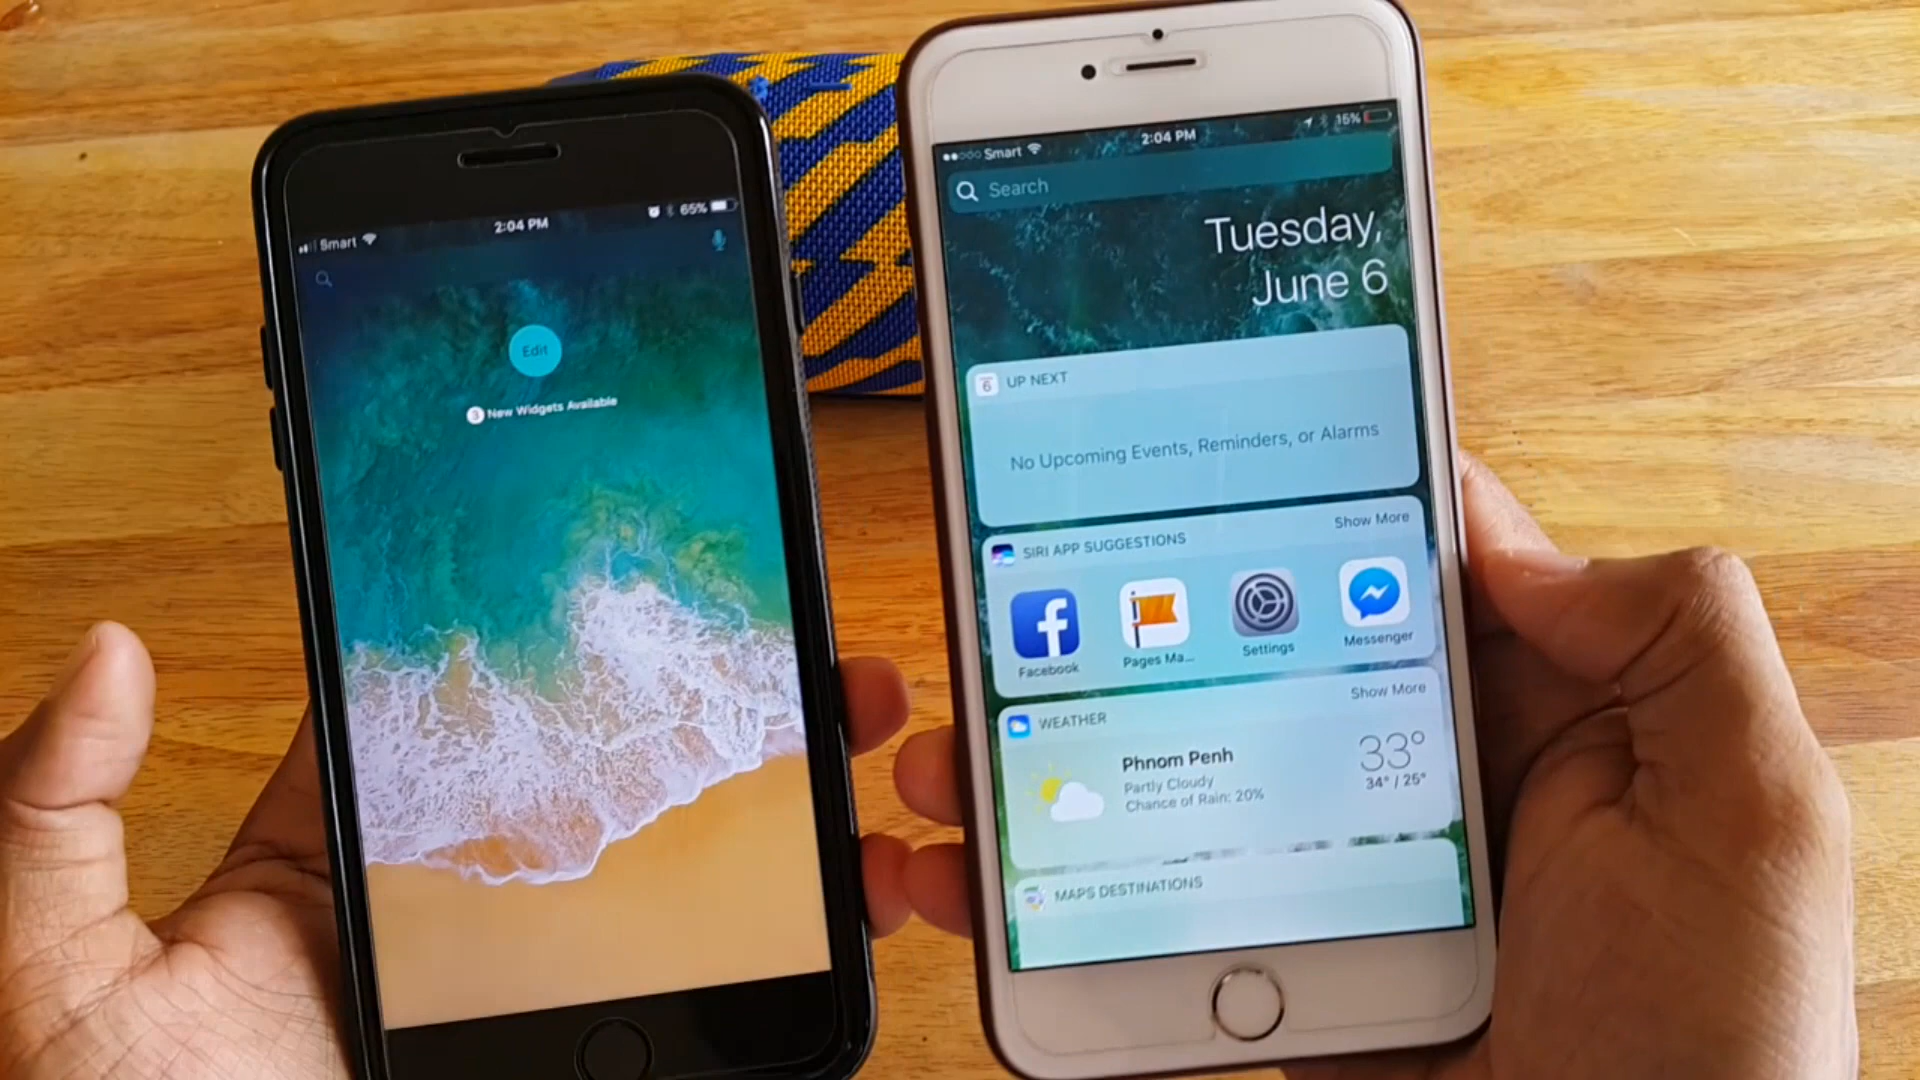 Smart
2:04 PM
65%
Edit
3 New Widgets Available
Smart
2:04 PM
15%
Search
Tuesday,
June 6
6
UP NEXT
No Upcoming Events, Reminders, or Alarms
SIRI APP SUGGESTIONS
Show More
Facebook
Pages Ma...
Settings
Messenger
WEATHER
Show More
Phnom Penh
33°
Partly Cloudy
34° / 25°
Chance of Rain: 20%
MAPS DESTINATIONS